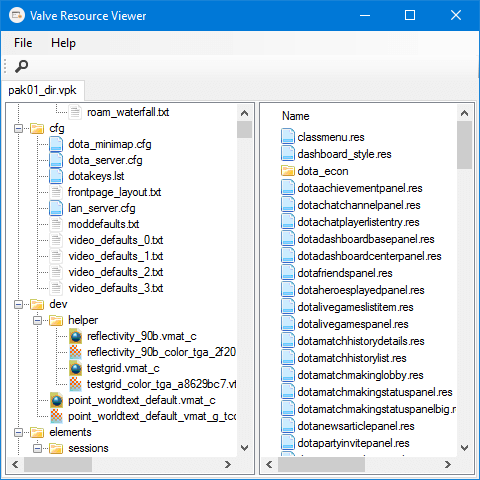 Valve Resource Viewer
File Help
pak01_dir.vpk
roam_waterfall.txt
cfg
dota_minimap.cfg
dota_server.cfg
dotakeys.lst
frontpage_layout.txt
lan_server.cfg
moddefaults.txt
video_defaults_0.txt
video_defaults_1.txt
video_defaults_2.txt
video_defaults_3.txt
dev
helper
reflectivity_90b.vmat_c
reflectivity_90b_color_tga_2f20
testgrid.vmat_c
testgrid_color_tga_a8629bc7.vt
point_worldtext_default.vmat_c
point_worldtext_default_vmat_g_tcc
elements
sessions
Name
classmenu.res
dashboard_style.res
dota_econ
dotaachievementpanel.res
dotachatchannelpanel.res
dotachatplayerlistentry.res
dotadashboardbasepanel.res
dotadashboardcenterpanel.res
dotafriendspanel.res
dotaheroesplayedpanel.res
dotalivegameslistitem.res
dotalivegamespanel.res
dotamatchhistorydetails.res
dotamatchhistorylist.res
dotamatchmakinglobby.res
dotamatchmakingstatuspanel.res
dotamatchmakingstatuspanelbig.r
dotanewsarticlepanel.res
dotapartyinvitepanel.res